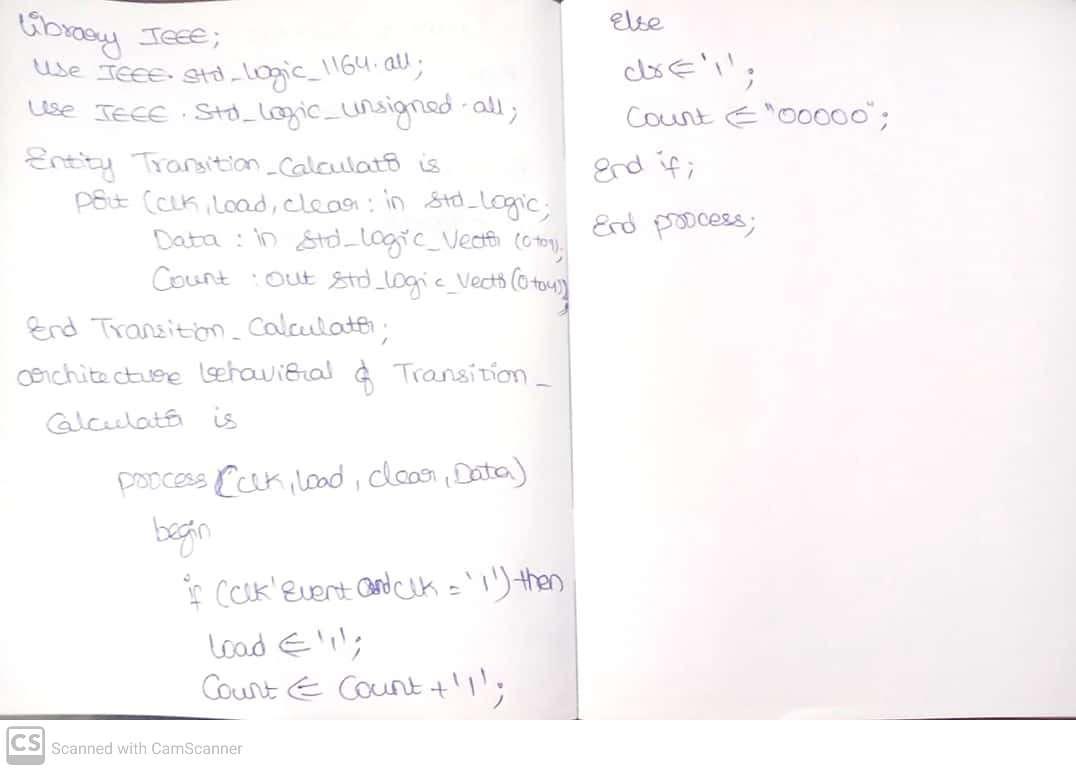 Library IEEE;
Use IEEE. std_logic_1164.all;
Use IEEE. Std_logic_unsigned.all;
Entity Transition_Calculator is
port (clk, load, clear : in std_logic;
Data : in std_logic_vector (0 to 9);
Count : out std_logic_vector (0 to 4));
End Transition_Calculator;
architecture behavioral of Transition_
Calculator is
process (clk, load, clear, Data)
begin
if (clk'Event and clk = '1') then
load <= '1';
Count <= Count + '1';
Else
clr <= '1';
Count <= "00000";
End if;
End process;
CS Scanned with CamScanner